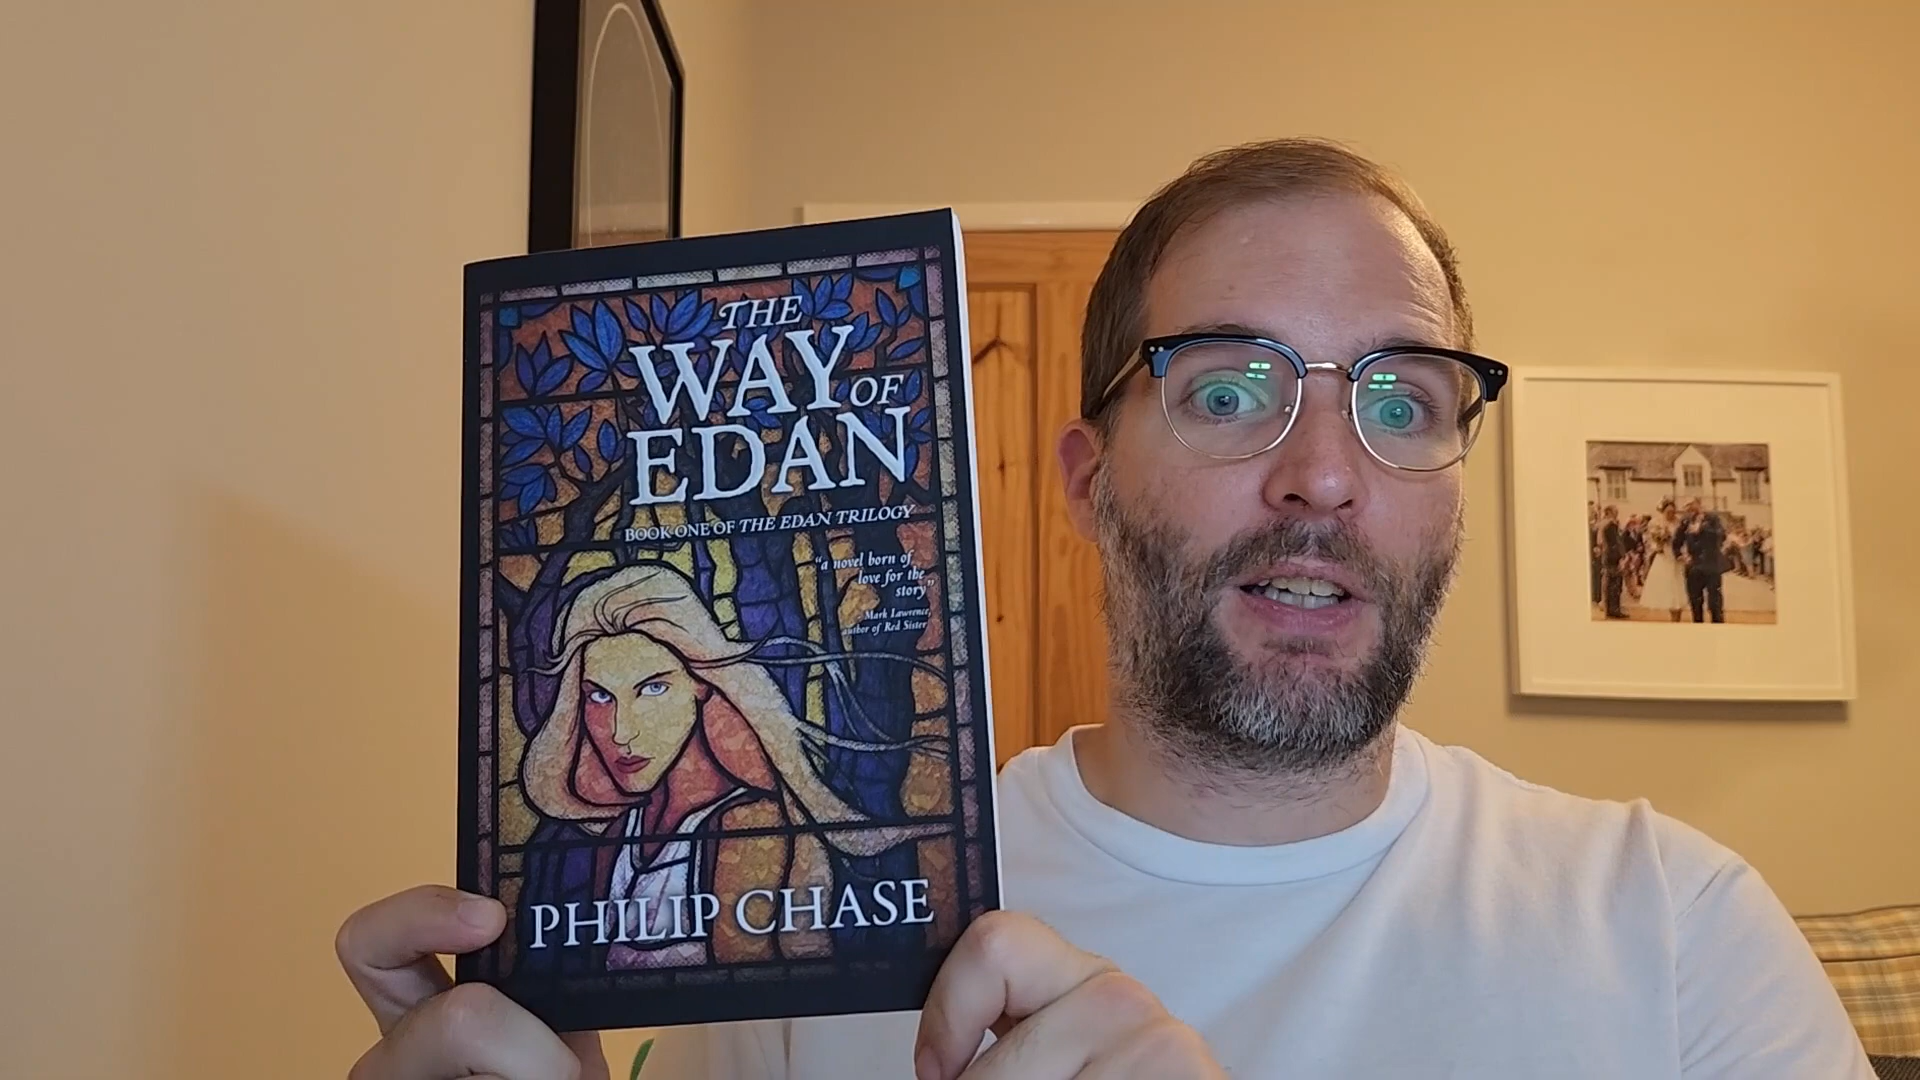 THE
WAY OF
EDAN
BOOK ONE OF THE EDAN TRILOGY
"a novel born of
love for the
story"
Mark Lawrence,
author of Red Sister
PHILIP CHASE